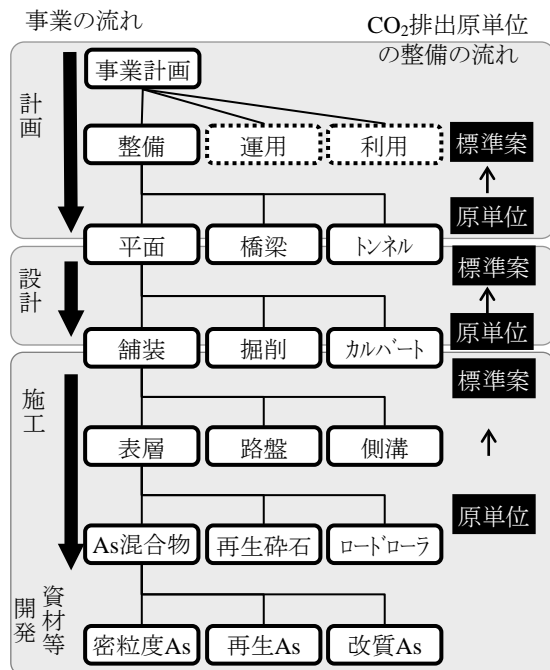 事業の流れ
CO₂排出原単位
の整備の流れ
計画
事業計画
整備
運用
利用
標準案
原単位
平面
橋梁
トンネル
標準案
設計
原単位
舗装
掘削
カルバート
標準案
施工
表層
路盤
側溝
原単位
As混合物
再生砕石
ロードローラ
資材等
開発
密粒度As
再生As
改質As